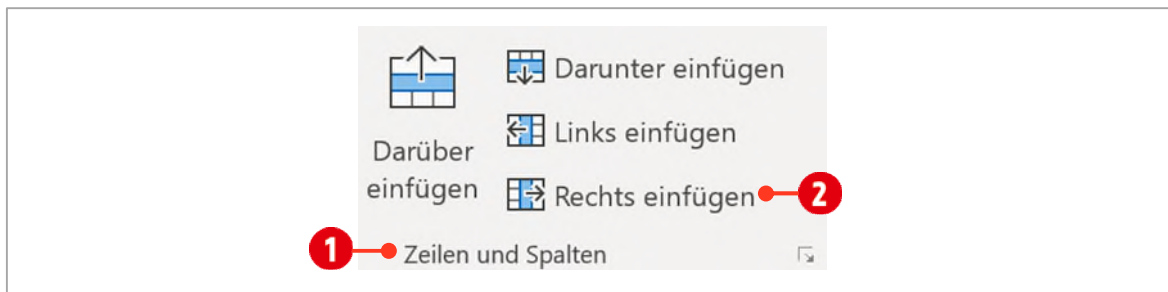 Darüber
einfügen
Darunter einfügen
Links einfügen
Rechts einfügen
2
1
Zeilen und Spalten